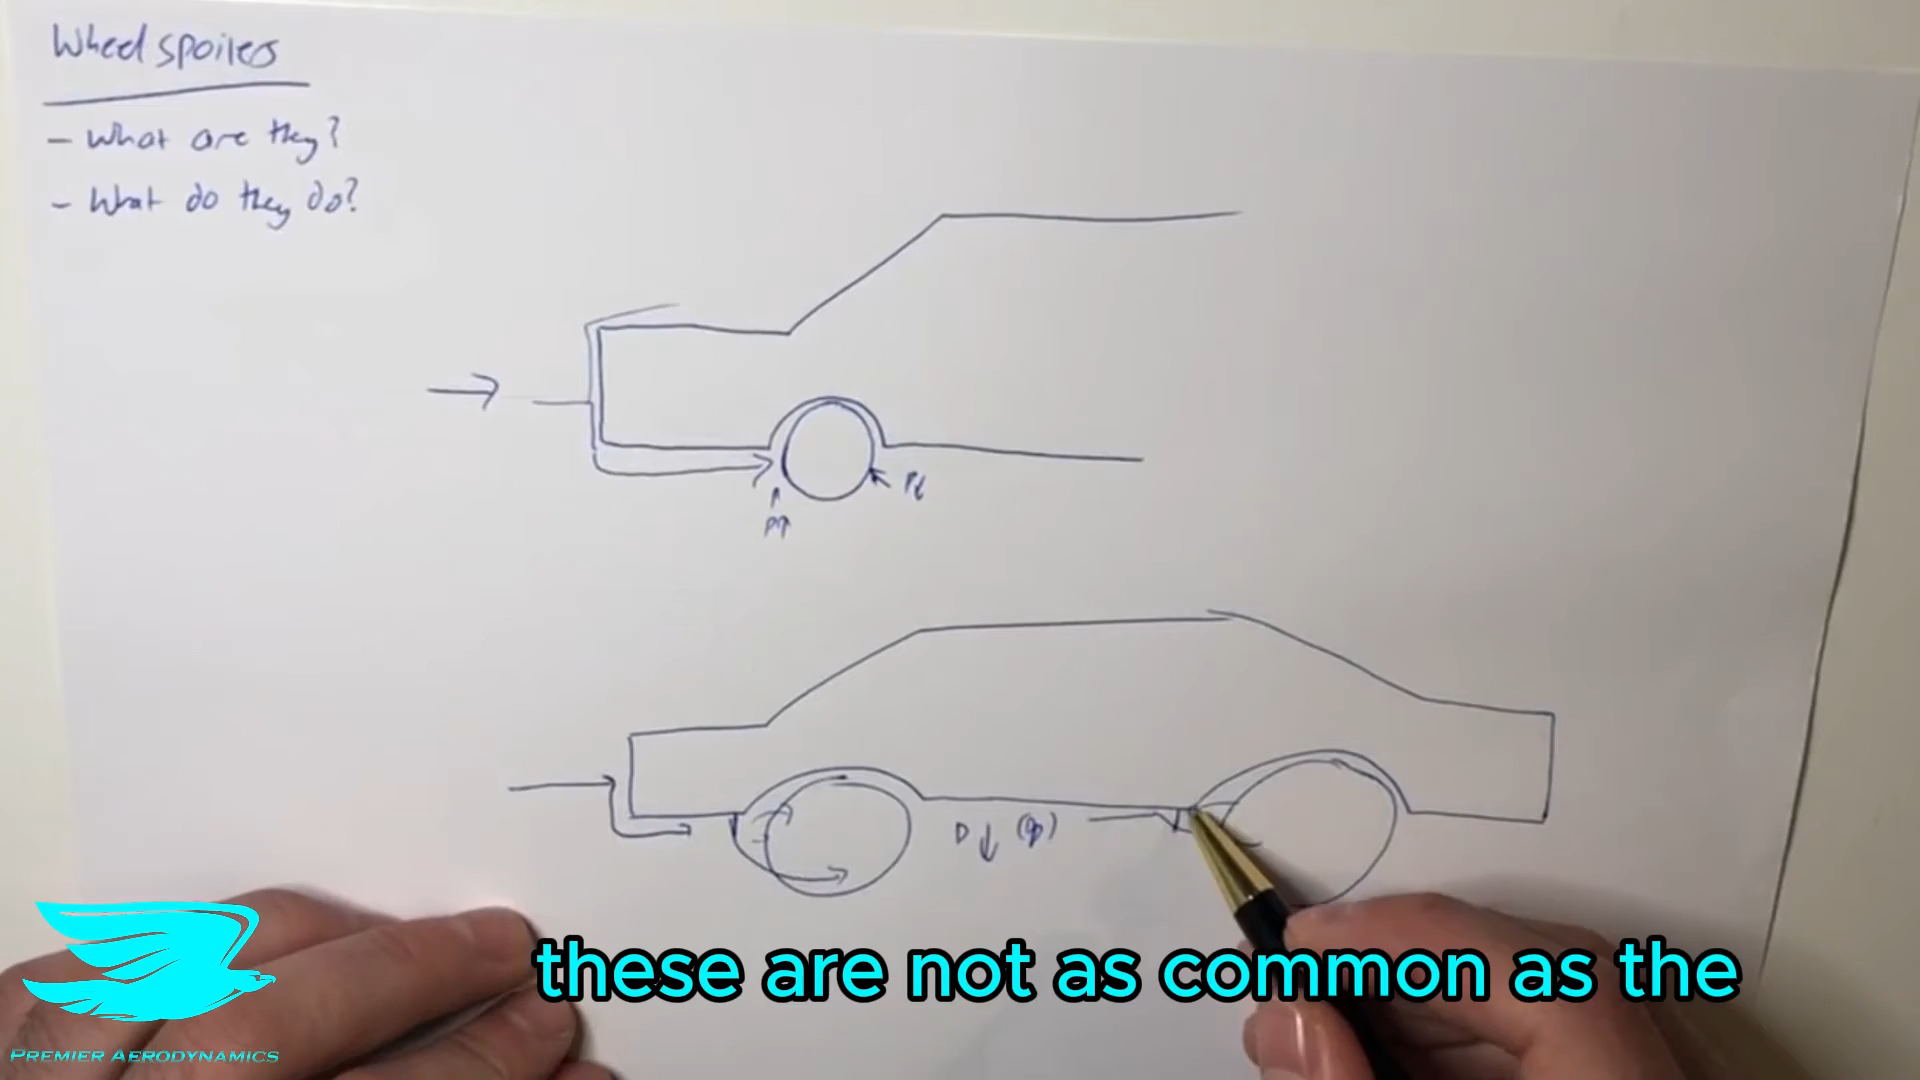 Wheel spoilers
- What are they?
- What do they do?
P↓
P↑
D ↓
these are not as common as the
PREMIER AERODYNAMICS